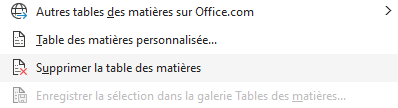 Autres tables des matières sur Office.com
Table des matières personnalisée...
Supprimer la table des matières
Enregistrer la sélection dans la galerie Tables des matières...